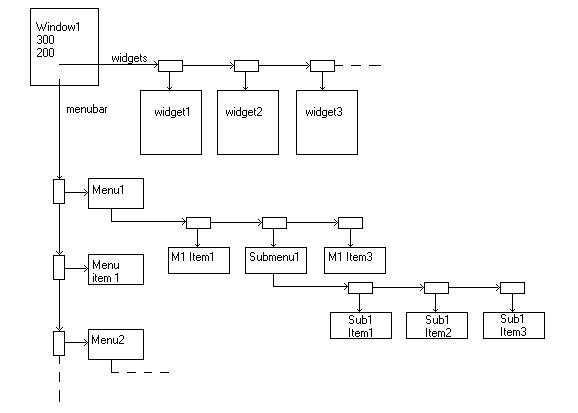 Window1
300
200
widgets
widget1
widget2
widget3
menubar
Menu1
M1 Item1
Submenu1
M1 Item3
Menu
item 1
Sub1
Item1
Sub1
Item2
Sub1
Item3
Menu2